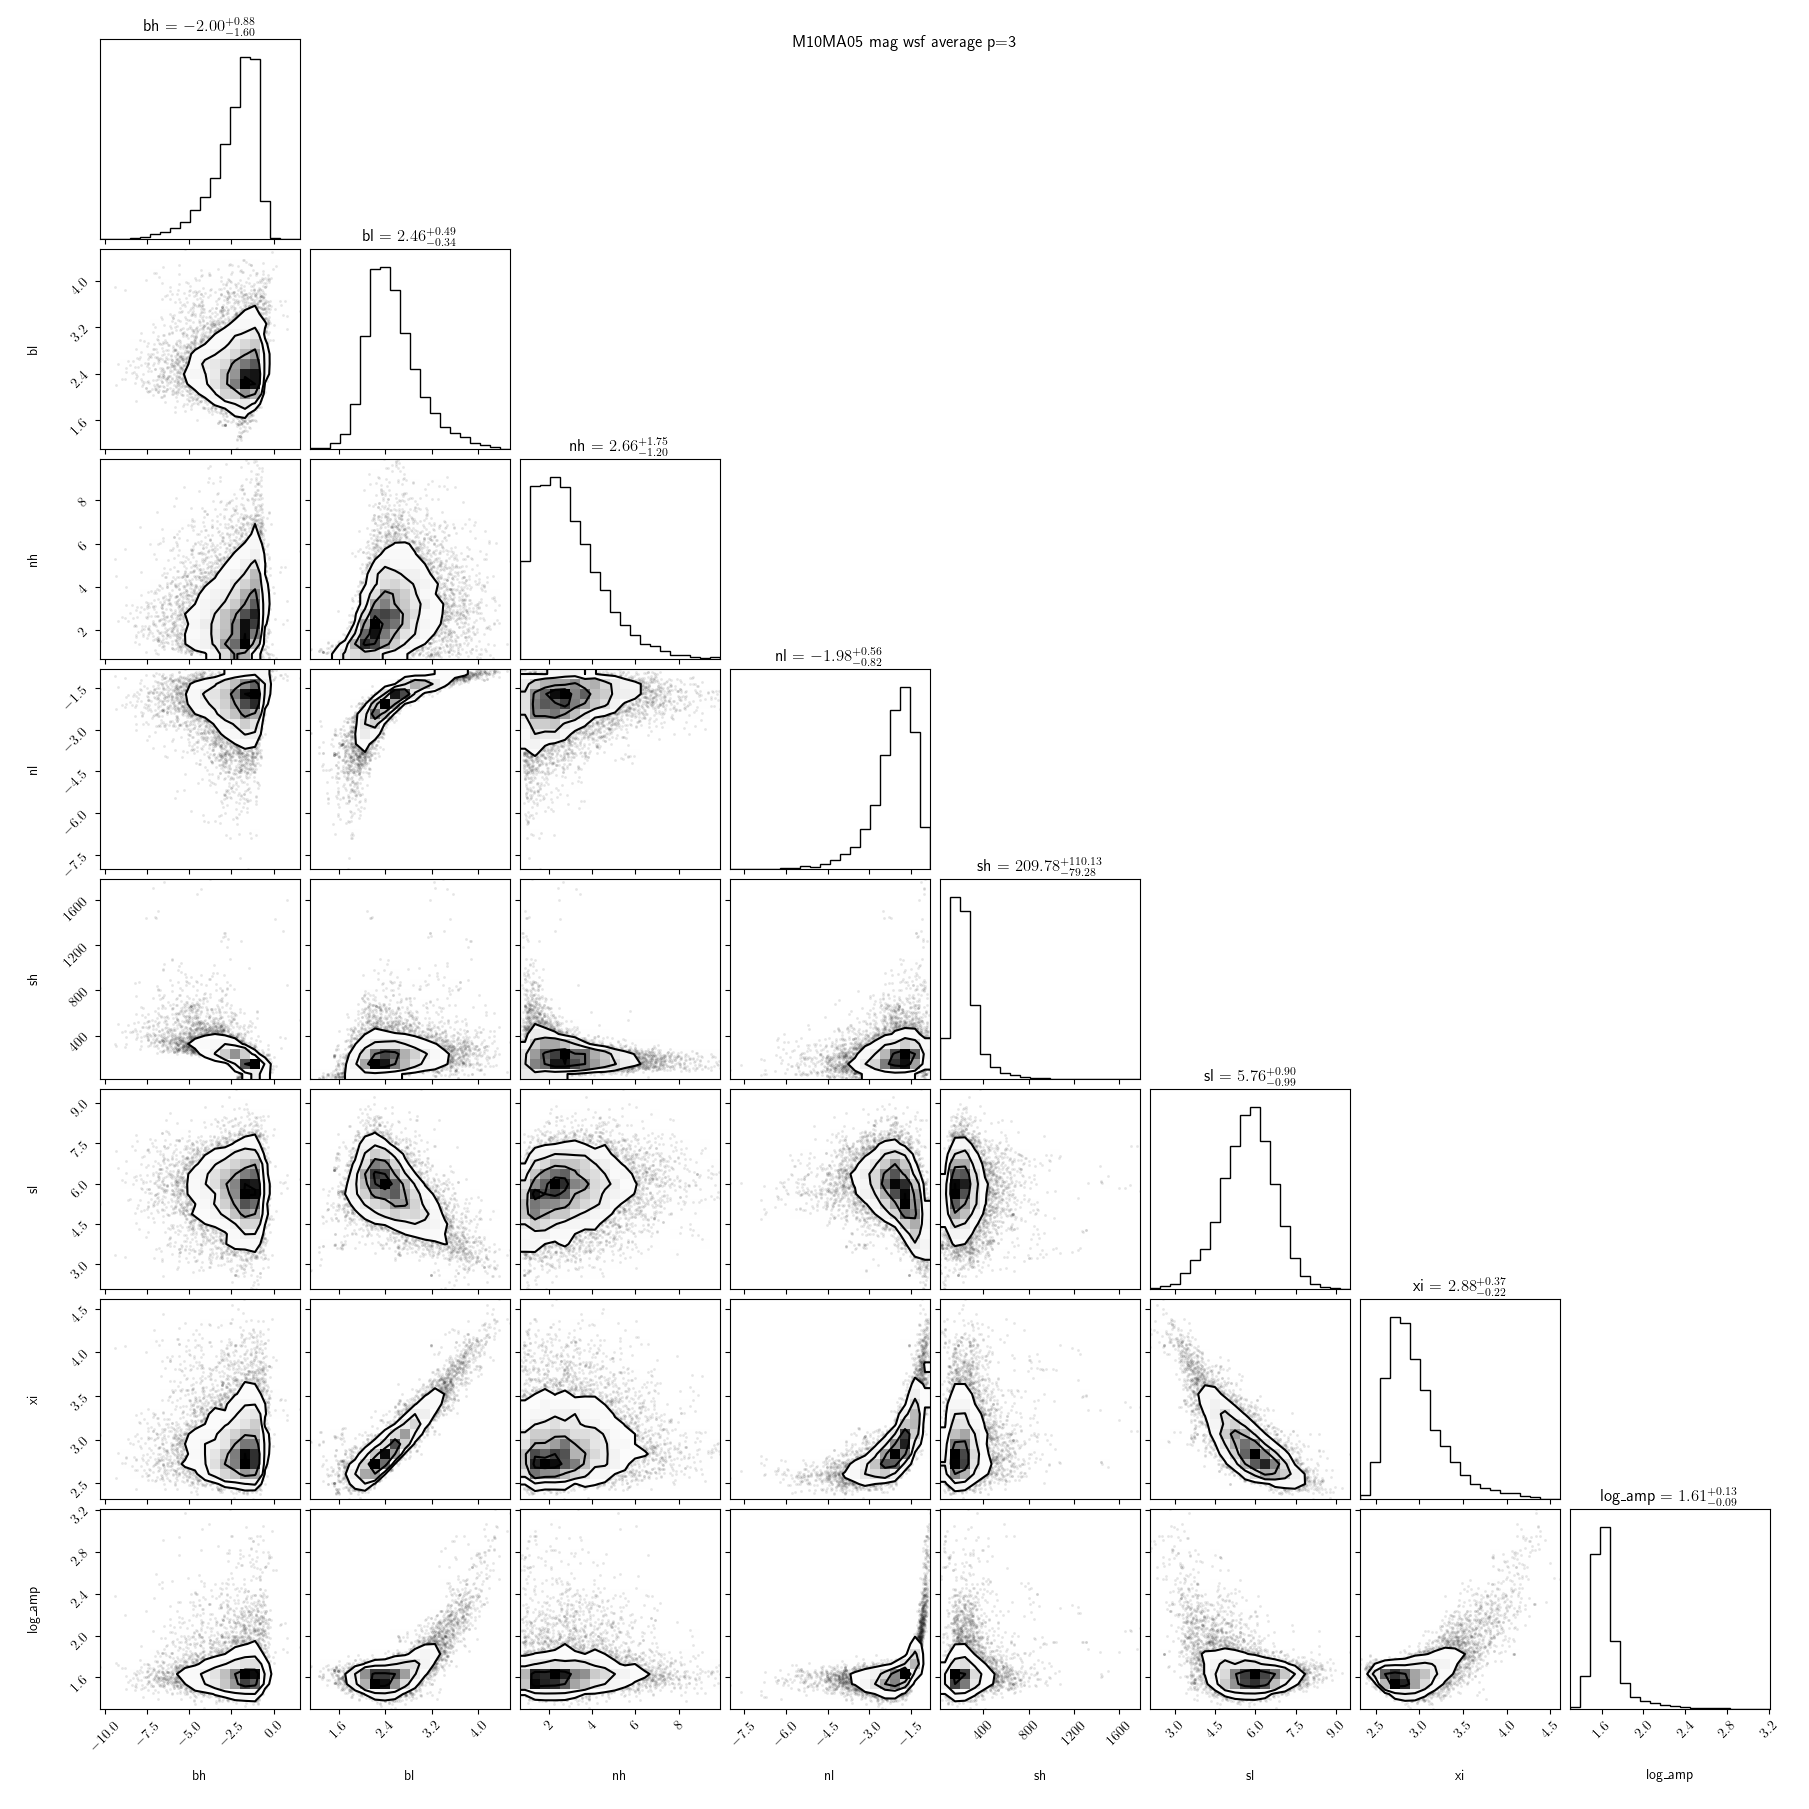 M10MA05 mag wsf average p=3
bh = −2.00 +0.88 −1.60
bl = 2.46 +0.49 −0.34
bl
4.0
3.2
2.4
1.6
nh = 2.66 +1.75 −1.20
nh
8
6
4
2
nl = −1.98 +0.56 −0.82
nl
−1.5
−3.0
−4.5
−6.0
−7.5
sh = 209.78 +110.13 −79.28
sh
1600
1200
800
400
sl = 5.76 +0.90 −0.99
sl
9.0
7.5
6.0
4.5
3.0
xi = 2.88 +0.37 −0.22
xi
4.5
4.0
3.5
3.0
2.5
log_amp = 1.61 +0.13 −0.09
log_amp
3.2
2.8
2.4
2.0
1.6
−10.0 −7.5 −5.0 −2.5 0.0
1.6 2.4 3.2 4.0
2 4 6 8
−7.5 −6.0 −4.5 −3.0 −1.5
400 800 1200 1600
3.0 4.5 6.0 7.5 9.0
2.5 3.0 3.5 4.0 4.5
1.6 2.0 2.4 2.8 3.2
bh bl nh nl sh sl xi log_amp